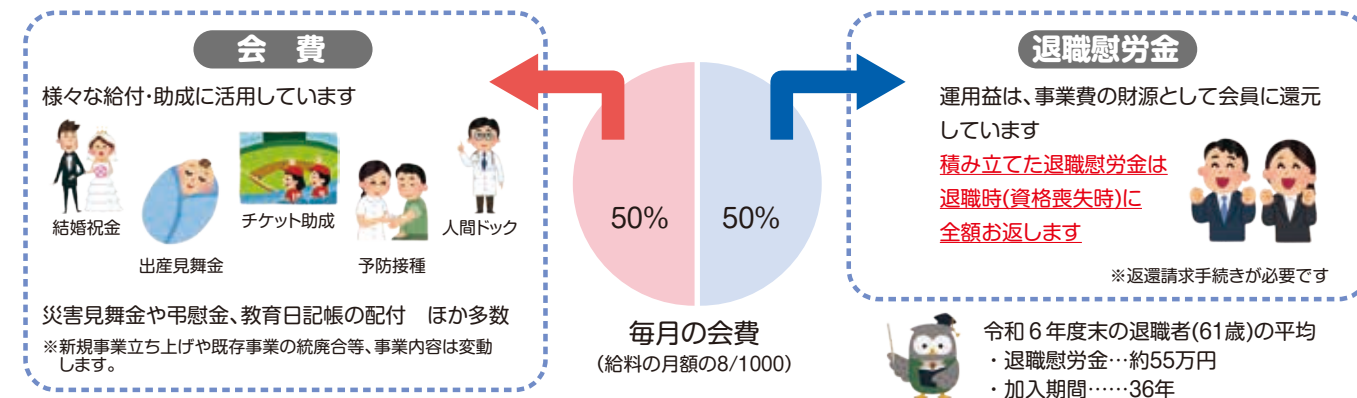 会 費
様々な給付・助成に活用しています
結婚祝金
出産見舞金
チケット助成
予防接種
人間ドック
災害見舞金や弔慰金、教育日記帳の配付　ほか多数
※新規事業立ち上げや既存事業の統廃合等、事業内容は変動
します。
50%
50%
毎月の会費
(給料の月額の8/1000)
退職慰労金
運用益は、事業費の財源として会員に還元
しています
積み立てた退職慰労金は
退職時(資格喪失時)に
全額お返しします
※返還請求手続きが必要です
令和6年度末の退職者(61歳)の平均
・退職慰労金…約55万円
・加入期間……36年